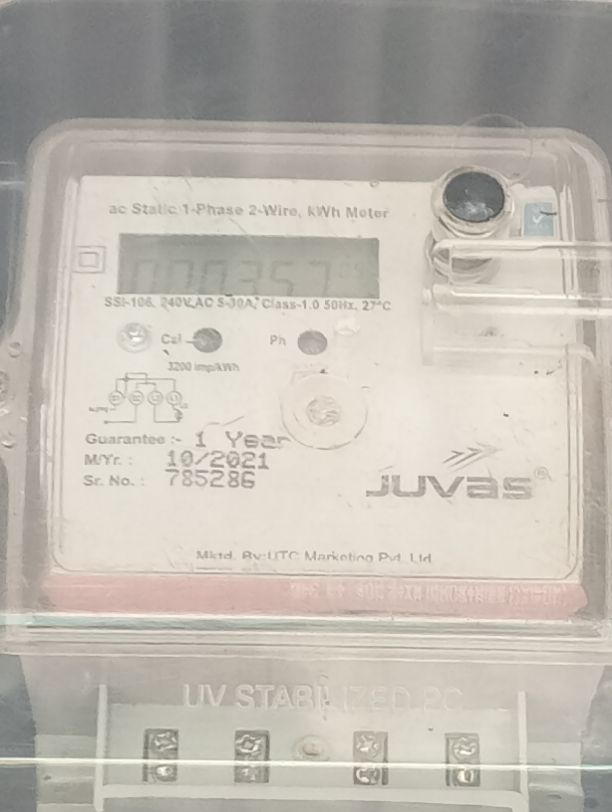 ac Static 1-Phase 2-Wire, kWh Meter
000357
SSI-106, 240V,AC 5-30A, Class-1.0 50Hz, 27°C
Cal
Ph
3200 imp/kWh
Guarantee :- 1 Year
M/Yr. : 10/2021
Sr. No. : 785286
JUVAS®
Mktd. By:UTC Marketing Pvt. Ltd
UV STABILIZED PC